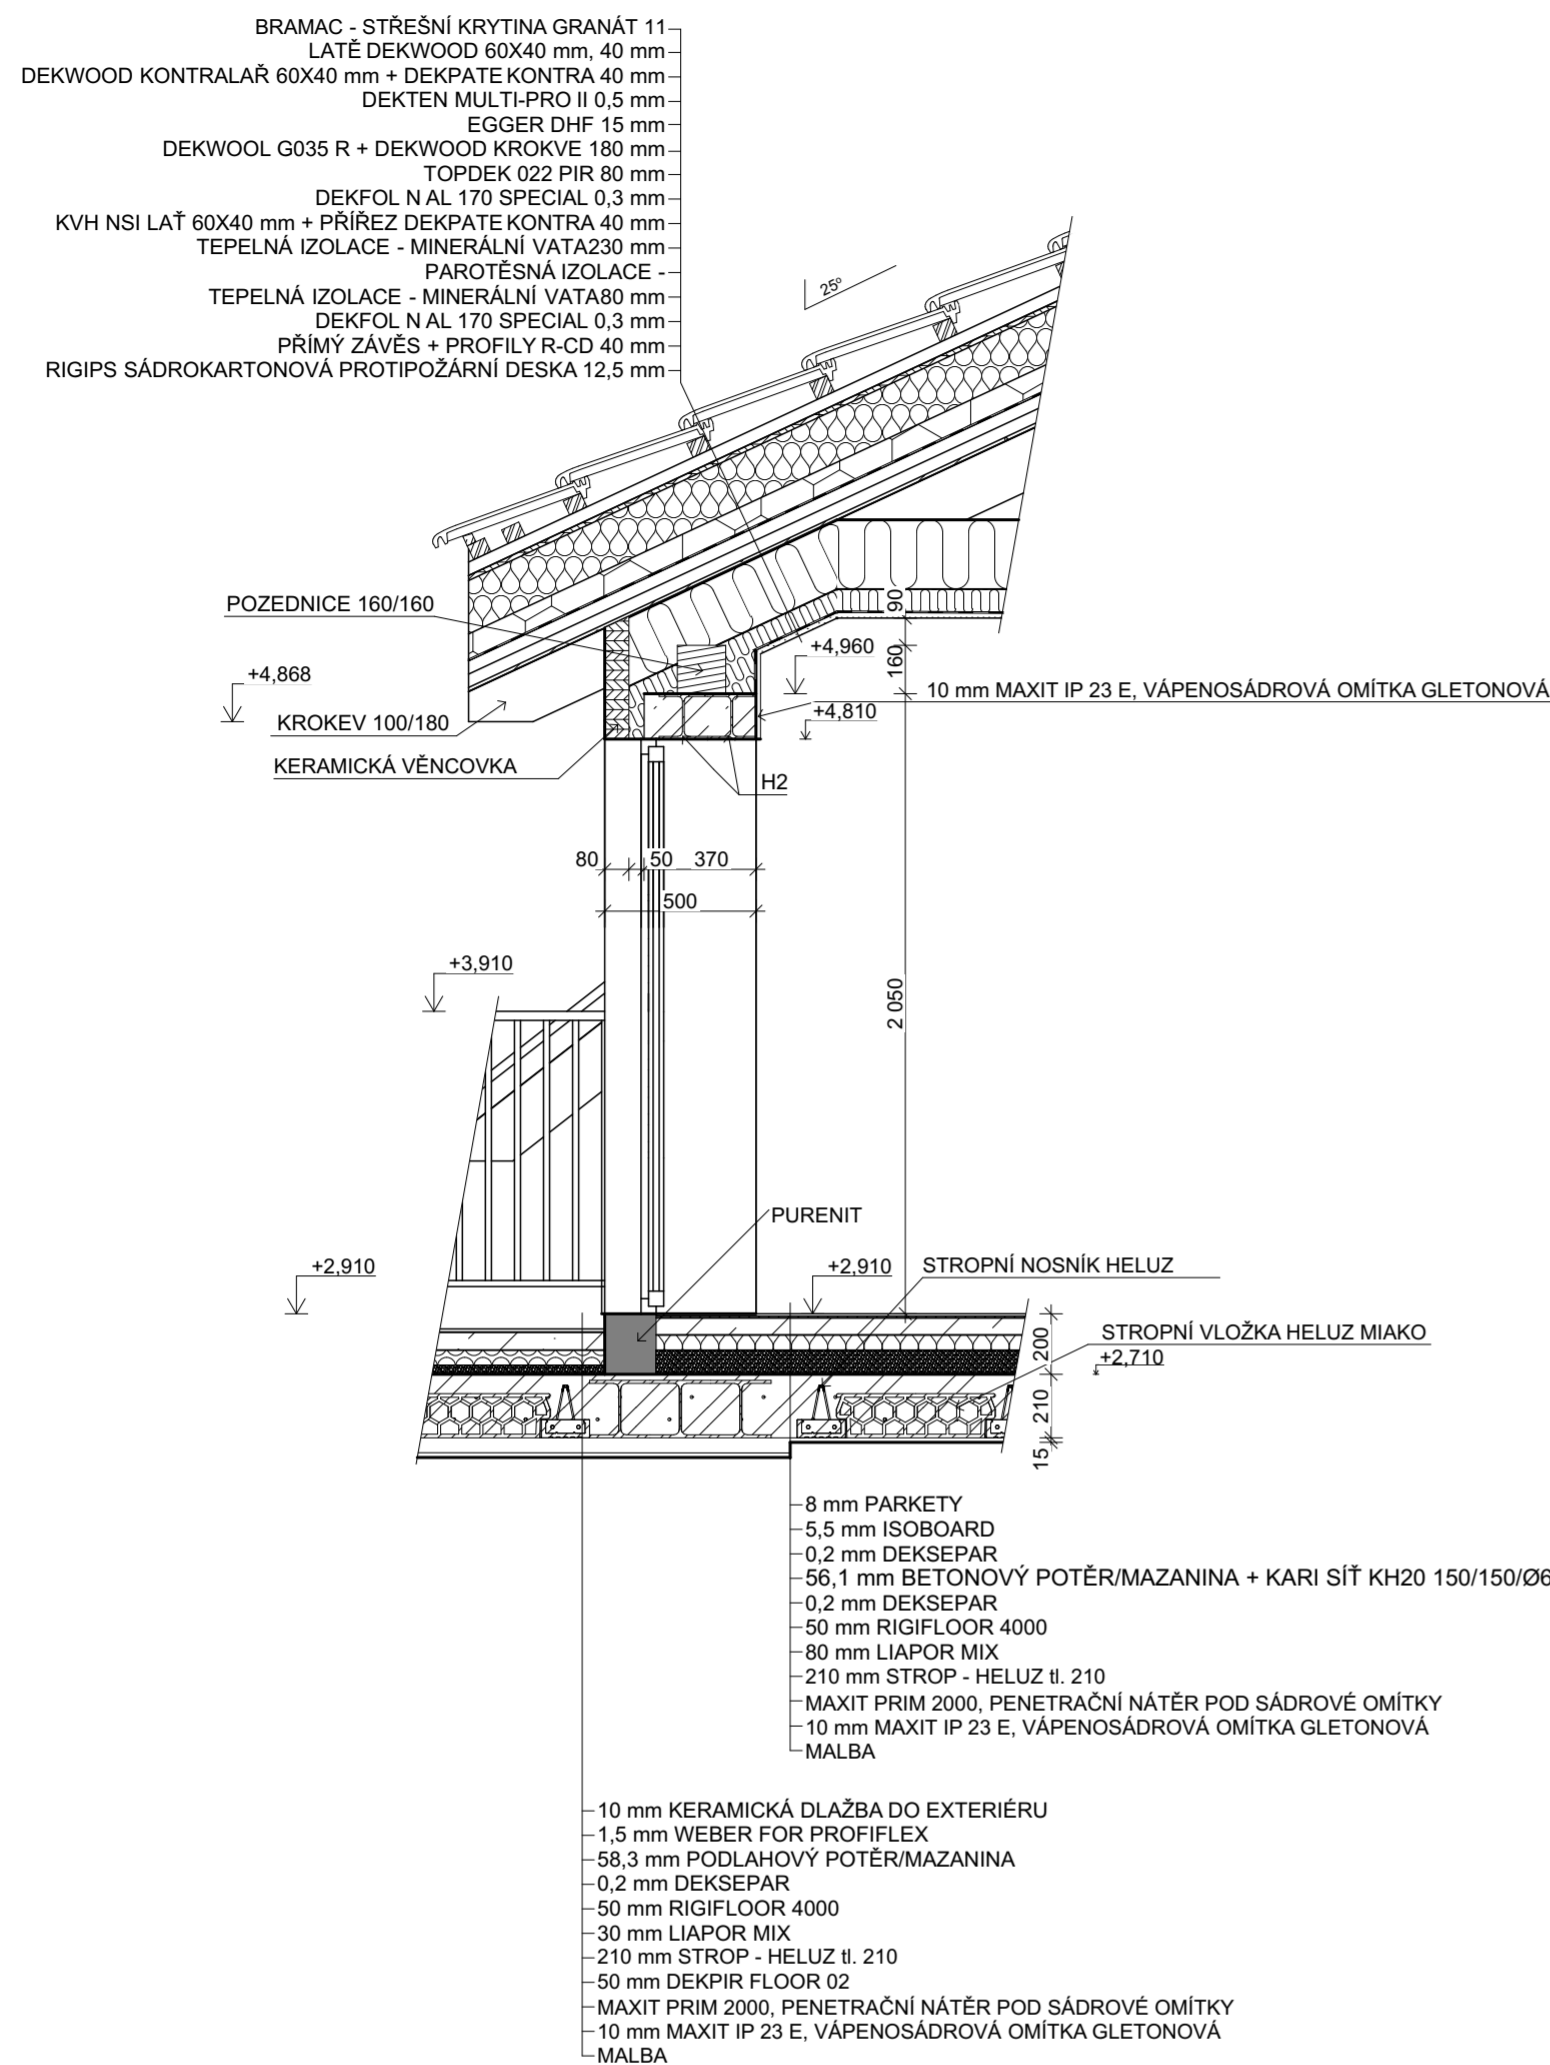 BRAMAC - STŘEŠNÍ KRYTINA GRANÁT 11
LATĚ DEKWOOD 60X40 mm, 40 mm
DEKWOOD KONTRALAŘ 60X40 mm + DEKPATE KONTRA 40 mm
DEKTEN MULTI-PRO II 0,5 mm
EGGER DHF 15 mm
DEKWOOL G035 R + DEKWOOD KROKVE 180 mm
TOPDEK 022 PIR 80 mm
DEKFOL N AL 170 SPECIAL 0,3 mm
KVH NSI LAŤ 60X40 mm + PŘÍŘEZ DEKPATE KONTRA 40 mm
TEPELNÁ IZOLACE - MINERÁLNÍ VATA230 mm
PAROTĚSNÁ IZOLACE -
TEPELNÁ IZOLACE - MINERÁLNÍ VATA80 mm
DEKFOL N AL 170 SPECIAL 0,3 mm
PŘÍMÝ ZÁVĚS + PROFILY R-CD 40 mm
RIGIPS SÁDROKARTONOVÁ PROTIPOŽÁRNÍ DESKA 12,5 mm
25°
POZEDNICE 160/160
90
+4,960
160
+4,868
10 mm MAXIT IP 23 E, VÁPENOSÁDROVÁ OMÍTKA GLETONOVÁ
+4,810
KROKEV 100/180
KERAMICKÁ VĚNCOVKA
H2
80 50 370
500
+3,910
2 050
PURENIT
+2,910
+2,910
STROPNÍ NOSNÍK HELUZ
STROPNÍ VLOŽKA HELUZ MIAKO
200
+2,710
210
15
8 mm PARKETY
5,5 mm ISOBOARD
0,2 mm DEKSEPAR
56,1 mm BETONOVÝ POTĚR/MAZANINA + KARI SÍŤ KH20 150/150/Ø6
0,2 mm DEKSEPAR
50 mm RIGIFLOOR 4000
80 mm LIAPOR MIX
210 mm STROP - HELUZ tl. 210
MAXIT PRIM 2000, PENETRAČNÍ NÁTĚR POD SÁDROVÉ OMÍTKY
10 mm MAXIT IP 23 E, VÁPENOSÁDROVÁ OMÍTKA GLETONOVÁ
MALBA
10 mm KERAMICKÁ DLAŽBA DO EXTERIÉRU
1,5 mm WEBER FOR PROFIFLEX
58,3 mm PODLAHOVÝ POTĚR/MAZANINA
0,2 mm DEKSEPAR
50 mm RIGIFLOOR 4000
30 mm LIAPOR MIX
210 mm STROP - HELUZ tl. 210
50 mm DEKPIR FLOOR 02
MAXIT PRIM 2000, PENETRAČNÍ NÁTĚR POD SÁDROVÉ OMÍTKY
10 mm MAXIT IP 23 E, VÁPENOSÁDROVÁ OMÍTKA GLETONOVÁ
MALBA